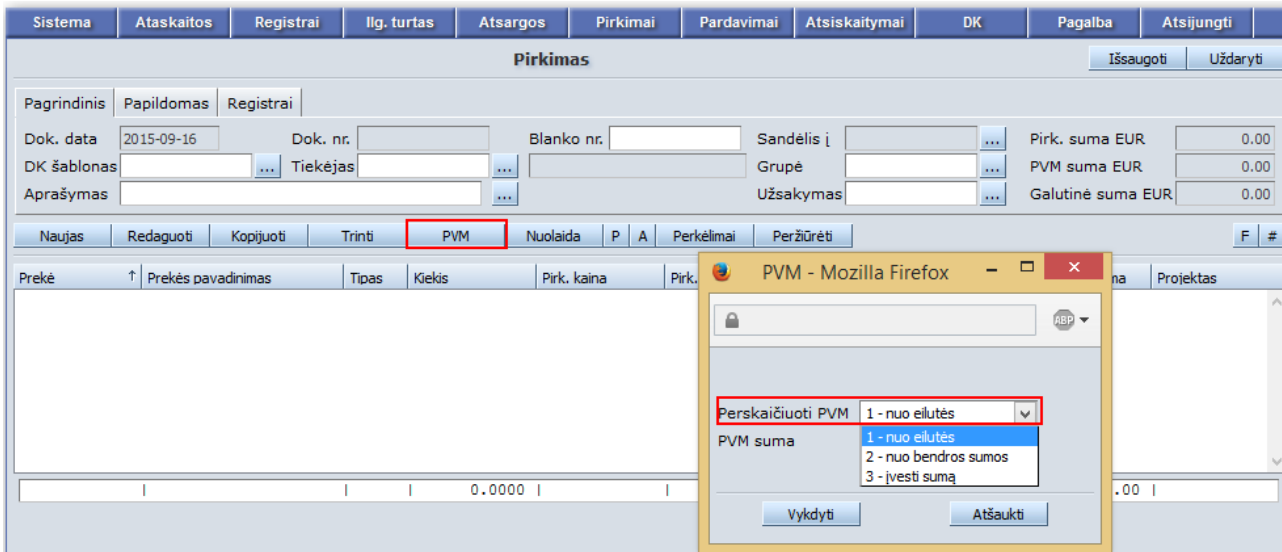 Sistema Ataskaitos Registrai Ilg. turtas Atsargos Pirkimai Pardavimai Atsiskaitymai DK Pagalba Atsijungti
Pirkimas Išsaugoti Uždaryti
Pagrindinis Papildomas Registrai
Dok. data 2015-09-16 Dok. nr. Blanko nr. Sandėlis į ... Pirk. suma EUR 0.00
DK šablonas ... Tiekėjas ... Grupė ... PVM suma EUR 0.00
Aprašymas ... Užsakymas ... Galutinė suma EUR 0.00
Naujas Redaguoti Kopijuoti Trinti PVM Nuolaida P A Perkėlimai Peržiūrėti F #
Prekė ↑ Prekės pavadinimas Tipas Kiekis Pirk. kaina Pirk. ma Projektas
PVM - Mozilla Firefox
ABP
Perskaičiuoti PVM 1 - nuo eilutės
PVM suma 1 - nuo eilutės
2 - nuo bendros sumos
3 - įvesti sumą
0.0000 .00
Vykdyti Atšaukti